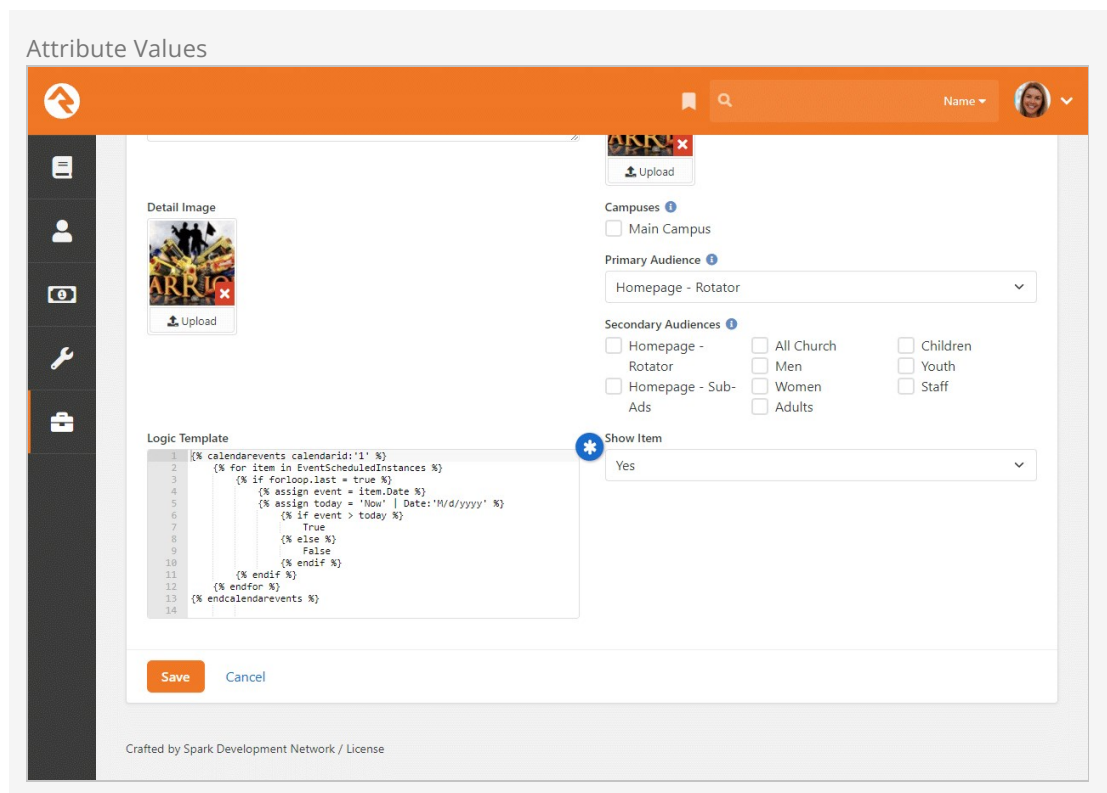 Attribute Values
Name
Upload
Detail Image
Upload
Campuses
Main Campus
Primary Audience
Homepage - Rotator
Secondary Audiences
Homepage - Rotator
Homepage - Sub-Ads
All Church
Men
Women
Adults
Children
Youth
Staff
Logic Template
1 {% calendarevents calendarid:'1' %}
2 {% for item in EventScheduledInstances %}
3 {% if forloop.last = true %}
4 {% assign event = item.Date %}
5 {% assign today = 'Now' | Date:'M/d/yyyy' %}
6 {% if event > today %}
7 True
8 {% else %}
9 False
10 {% endif %}
11 {% endif %}
12 {% endfor %}
13 {% endcalendarevents %}
14
Show Item
Yes
Save Cancel
Crafted by Spark Development Network / License